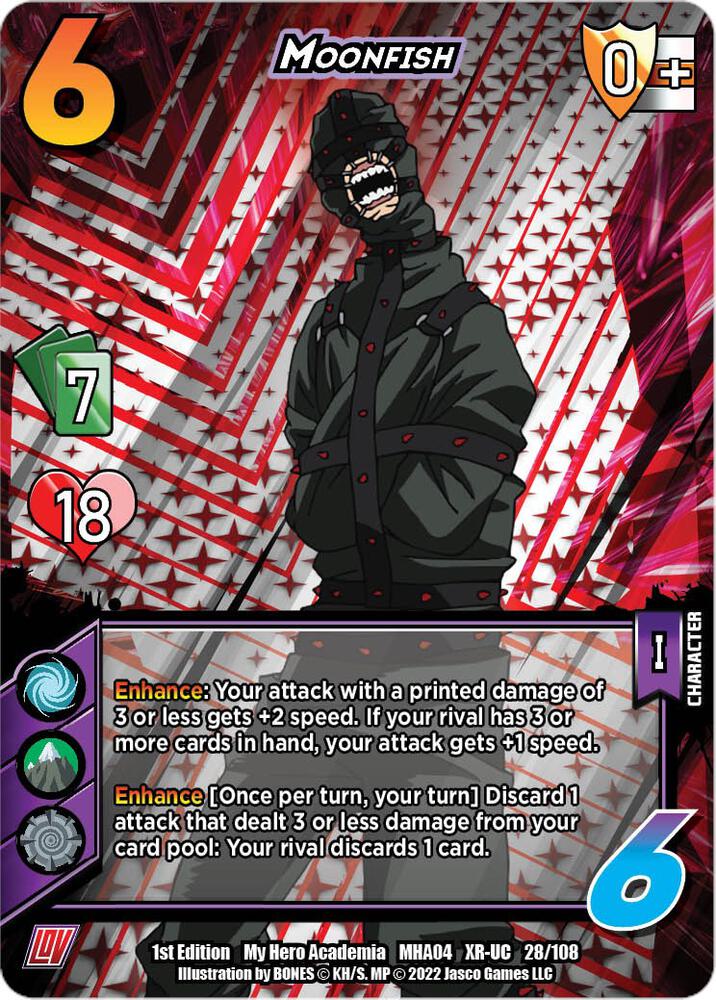 6
MOONFISH
0 +
7
18
I
CHARACTER
Enhance: Your attack with a printed damage of
3 or less gets +2 speed. If your rival has 3 or
more cards in hand, your attack gets +1 speed.
Enhance [Once per turn, your turn] Discard 1
attack that dealt 3 or less damage from your
card pool: Your rival discards 1 card.
6
LOV
1st Edition My Hero Academia MHA04 XR-UC 28/108
Illustration by BONES © KH/S. MP © 2022 Jasco Games LLC